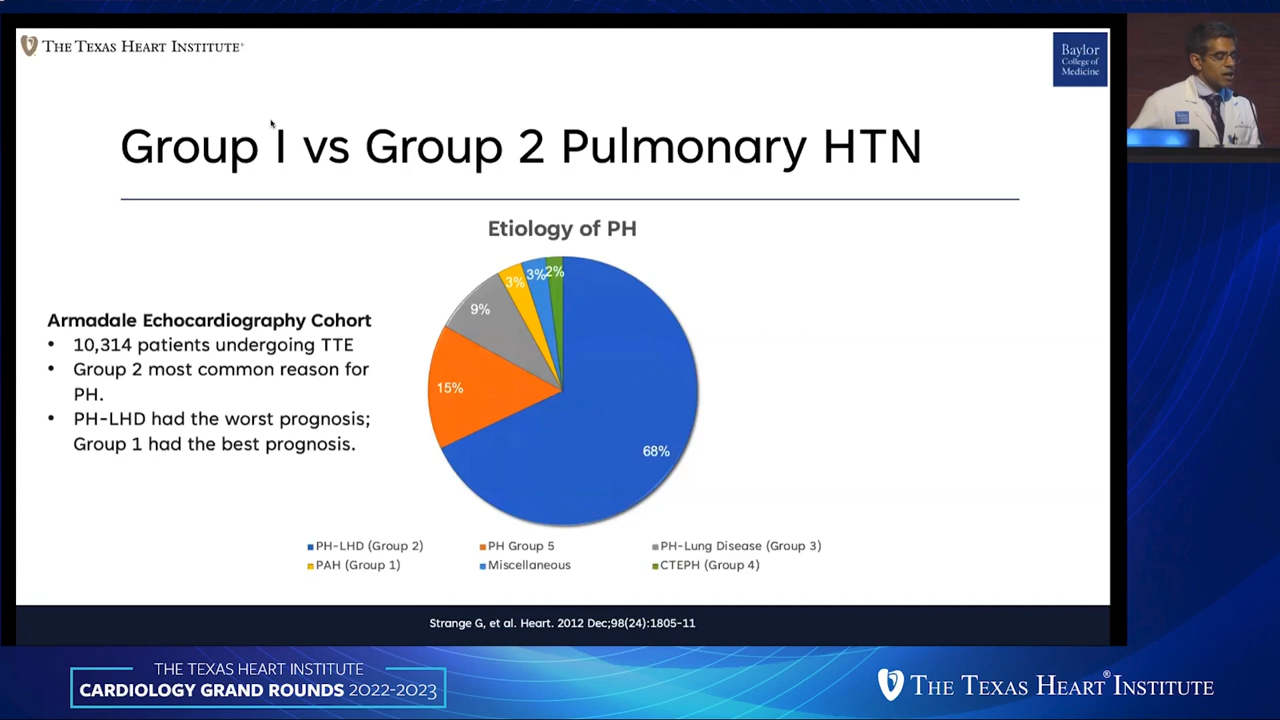 THE TEXAS HEART INSTITUTE®
Baylor
College of
Medicine
Group 1 vs Group 2 Pulmonary HTN
Etiology of PH
Armadale Echocardiography Cohort
• 10,314 patients undergoing TTE
• Group 2 most common reason for
PH.
• PH-LHD had the worst prognosis;
Group 1 had the best prognosis.
3%
3%
2%
9%
15%
68%
PH-LHD (Group 2)
PH Group 5
PH-Lung Disease (Group 3)
PAH (Group 1)
Miscellaneous
CTEPH (Group 4)
Strange G, et al. Heart. 2012 Dec;98(24):1805-11
THE TEXAS HEART INSTITUTE
CARDIOLOGY GRAND ROUNDS 2022-2023
THE TEXAS HEART® INSTITUTE